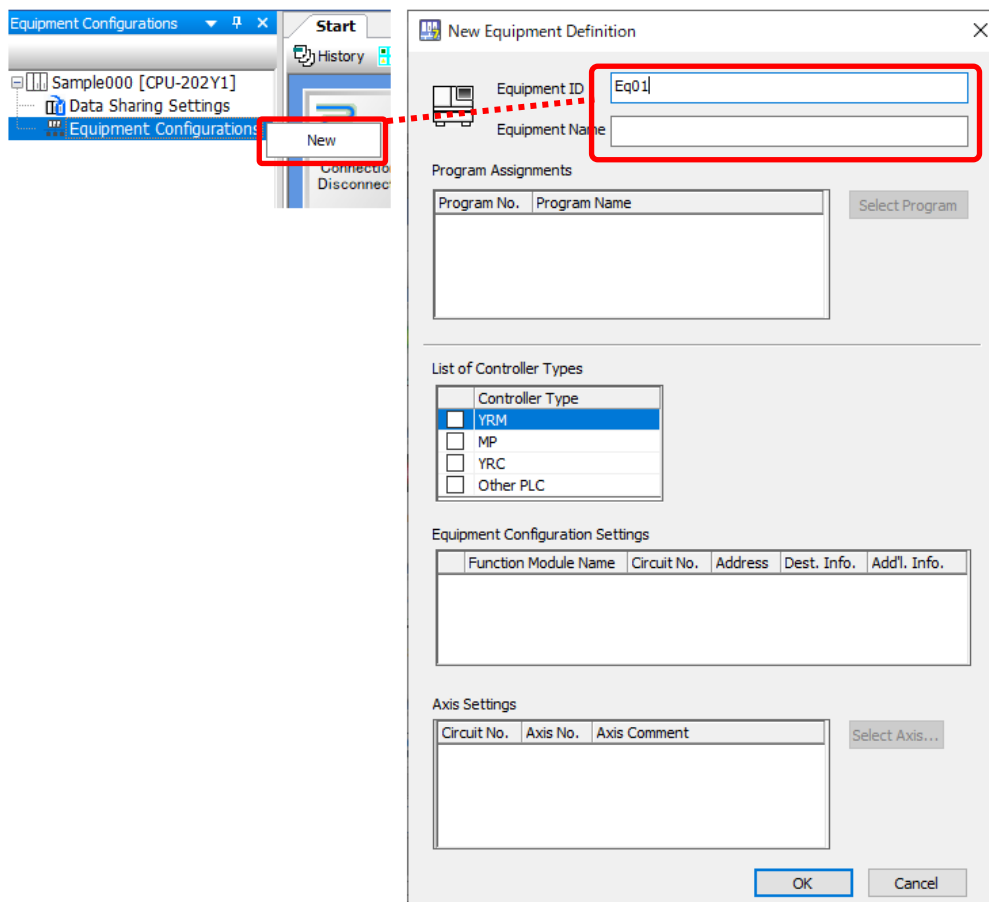 Equipment Configurations
Sample000 [CPU-202Y1]
Data Sharing Settings
Equipment Configurations
Start
History
New
Disconnec
New Equipment Definition
Equipment ID
Eq01
Equipment Name
Program Assignments
Program No. Program Name
Select Program
List of Controller Types
Controller Type
YRM
MP
YRC
Other PLC
Equipment Configuration Settings
Function Module Name Circuit No. Address Dest. Info. Add'l. Info.
Axis Settings
Circuit No. Axis No. Axis Comment
Select Axis...
OK Cancel